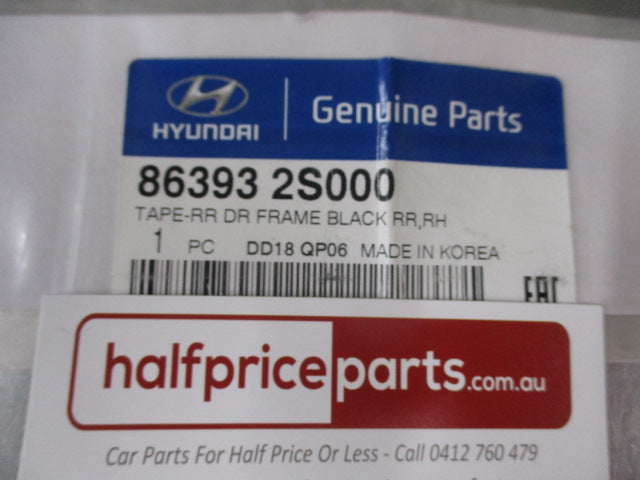 HYUNDAI
Genuine Parts
86393 2S000
TAPE-RR DR FRAME BLACK RR,RH
1 PC DD18 QP06 MADE IN KOREA
EAC
halfpriceparts.com.au
Car Parts For Half Price Or Less - Call 0412 760 479